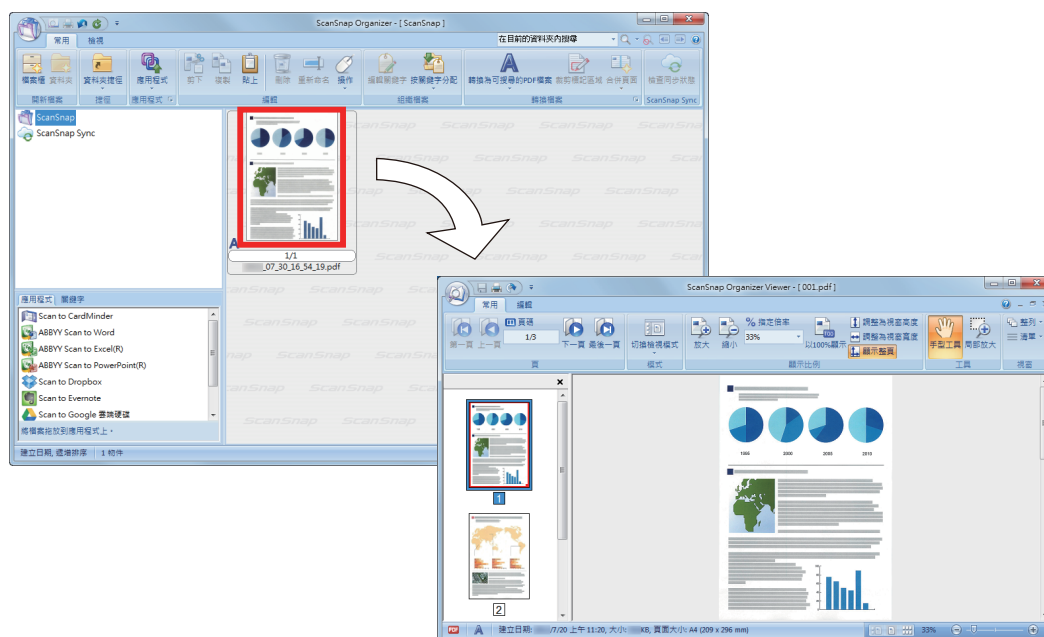 ScanSnap Organizer - [ ScanSnap ]
常用 檢視
在目前的資料夾內搜尋
檔案櫃 資料夾 資料夾捷徑 應用程式 剪下 複製 貼上 刪除 重新命名 操作 編輯關鍵字 按關鍵字分配 轉換為可搜尋的PDF檔案 裁剪標記區域 合併頁面 檢查同步狀態
開新檔案 捷徑 應用程式 編輯 組織檔案 轉換檔案 ScanSnap Sync
ScanSnap
ScanSnap Sync
A
1/1
_07_30_16_54_19.pdf
應用程式 關鍵字
Scan to CardMinder
ABBYY Scan to Word
ABBYY Scan to Excel(R)
ABBYY Scan to PowerPoint(R)
Scan to Dropbox
Scan to Evernote
Scan to Google 雲端硬碟
將檔案拖放到應用程式上。
建立日期, 遞增排序 1 物件
ScanSnap Organizer Viewer - [ 001.pdf ]
常用 編輯
第一頁 上一頁 頁碼 1/3 下一頁 最後一頁 切換檢視模式 放大 縮小 % 指定倍率 33% 以100%顯示 調整為視窗高度 調整為視窗寬度 顯示整頁 手型工具 局部放大 排列 清單
頁 模式 顯示比例 工具 視窗
1
2
1995 2000 2005 2010
PDF A 建立日期: /7/20 上午 11:20, 大小: KB, 頁面大小: A4 (209 x 296 mm) 33%